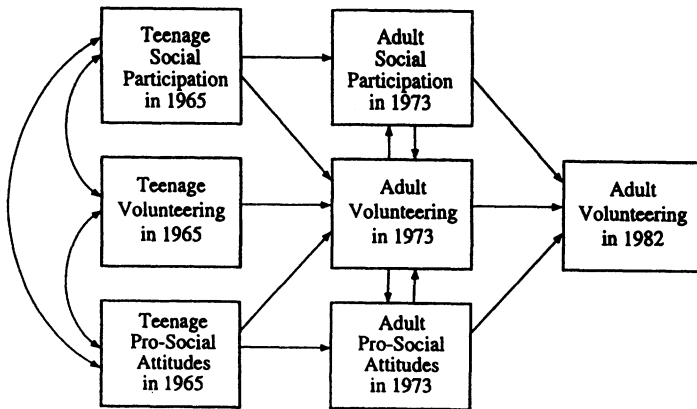 Teenage
Social
Participation
in 1965
Adult
Social
Participation
in 1973
Teenage
Volunteering
in 1965
Adult
Volunteering
in 1973
Adult
Volunteering
in 1982
Teenage
Pro-Social
Attitudes
in 1965
Adult
Pro-Social
Attitudes
in 1973